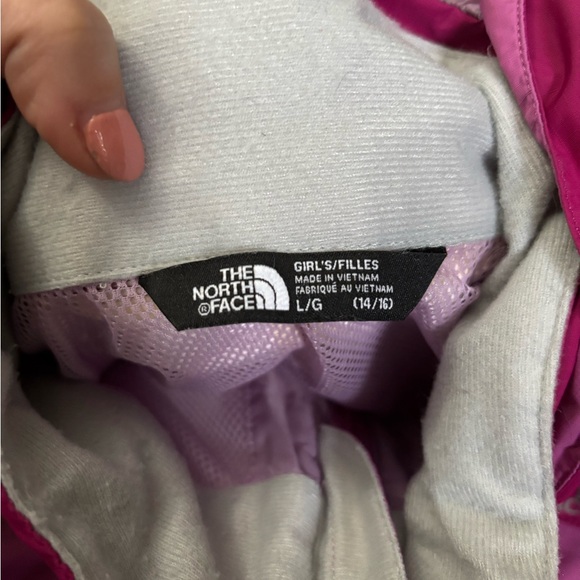 THE
NORTH
®FACE
GIRL'S/FILLES
MADE IN VIETNAM
FABRIQUÉ AU VIETNAM
L/G (14/16)